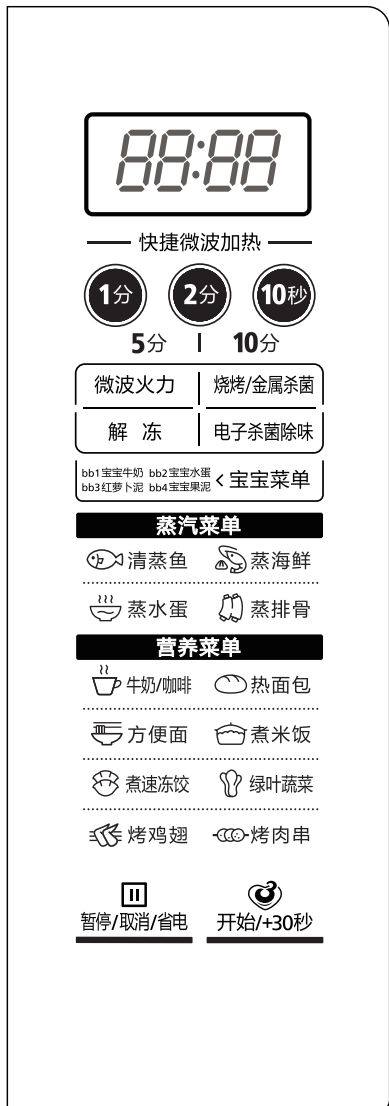 88:88
快捷微波加热
1分 2分 10秒
5分 10分
微波火力 烧烤/金属杀菌
解 冻 电子杀菌除味
bb1宝宝牛奶 bb2宝宝水蛋
bb3红萝卜泥 bb4宝宝果泥
<宝宝菜单
蒸汽菜单
清蒸鱼 蒸海鲜
蒸水蛋 蒸排骨
营养菜单
牛奶/咖啡 热面包
方便面 煮米饭
煮速冻饺 绿叶蔬菜
烤鸡翅 烤肉串
暂停/取消/省电 开始/+30秒